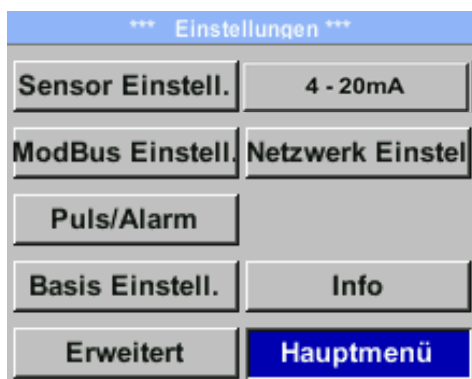 *** Einstellungen ***
Sensor Einstell. 4 - 20mA
ModBus Einstell. Netzwerk Einstel
Puls/Alarm
Basis Einstell. Info
Erweitert Hauptmenü